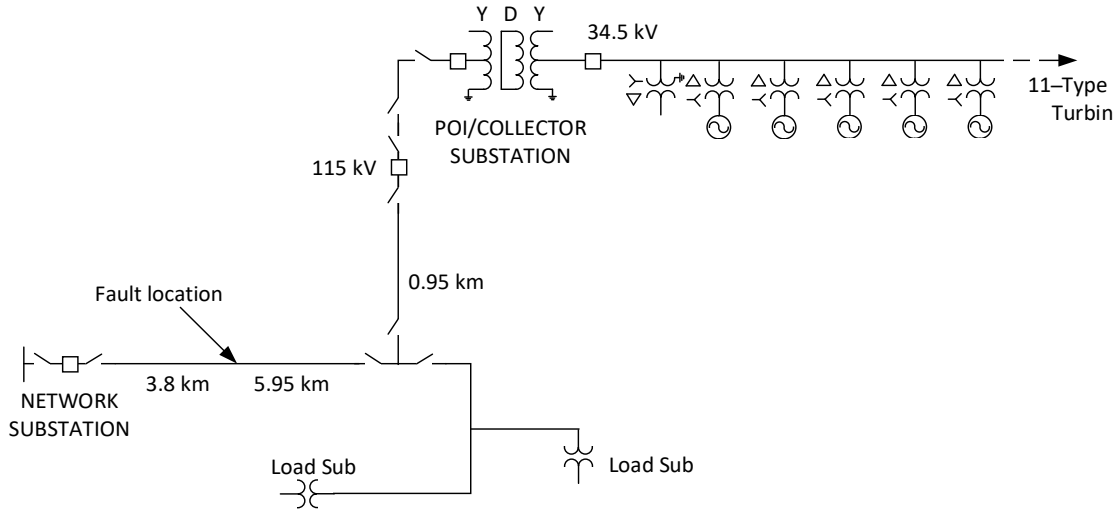 Y D Y
34.5 kV
11–Type
Turbin
POI/COLLECTOR
SUBSTATION
115 kV
0.95 km
Fault location
3.8 km
5.95 km
NETWORK
SUBSTATION
Load Sub
Load Sub